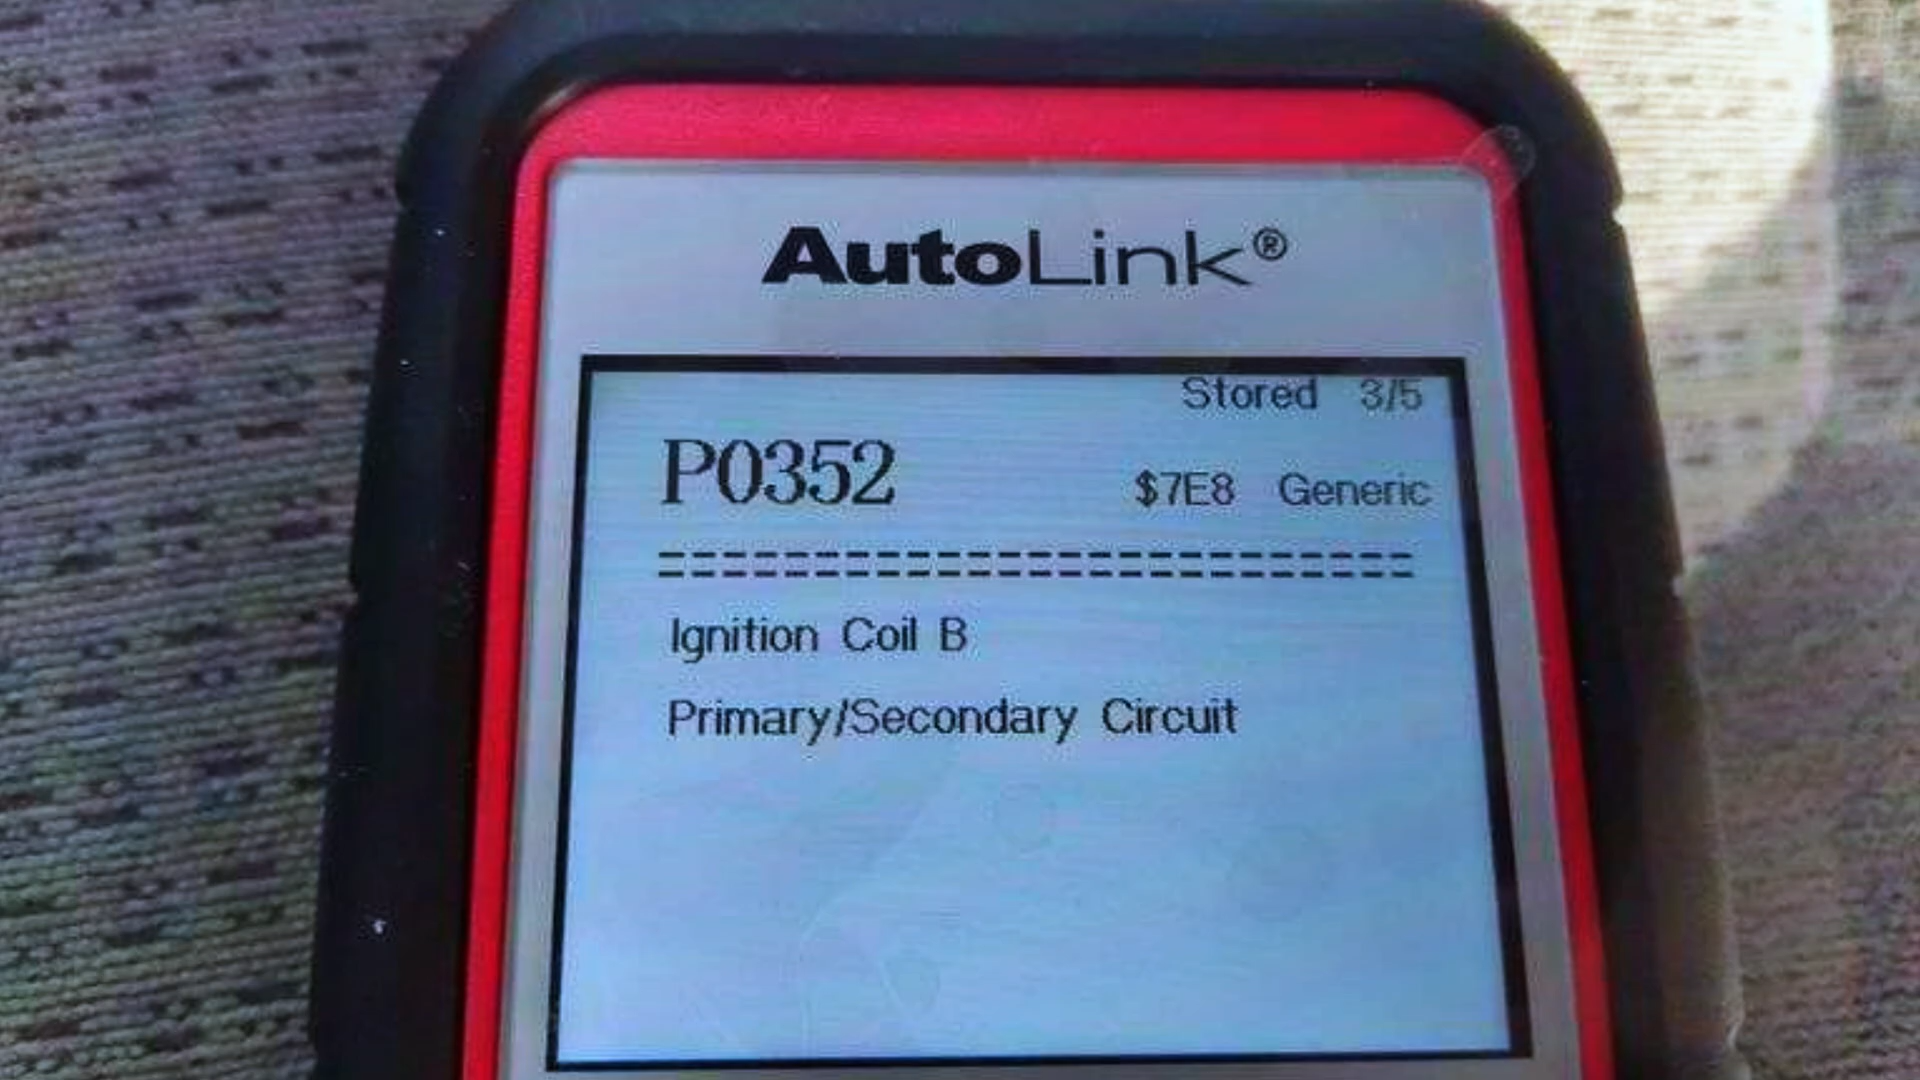 AutoLink®
Stored 3/5
P0352 $7E8 Generic
========================
Ignition Coil B
Primary/Secondary Circuit